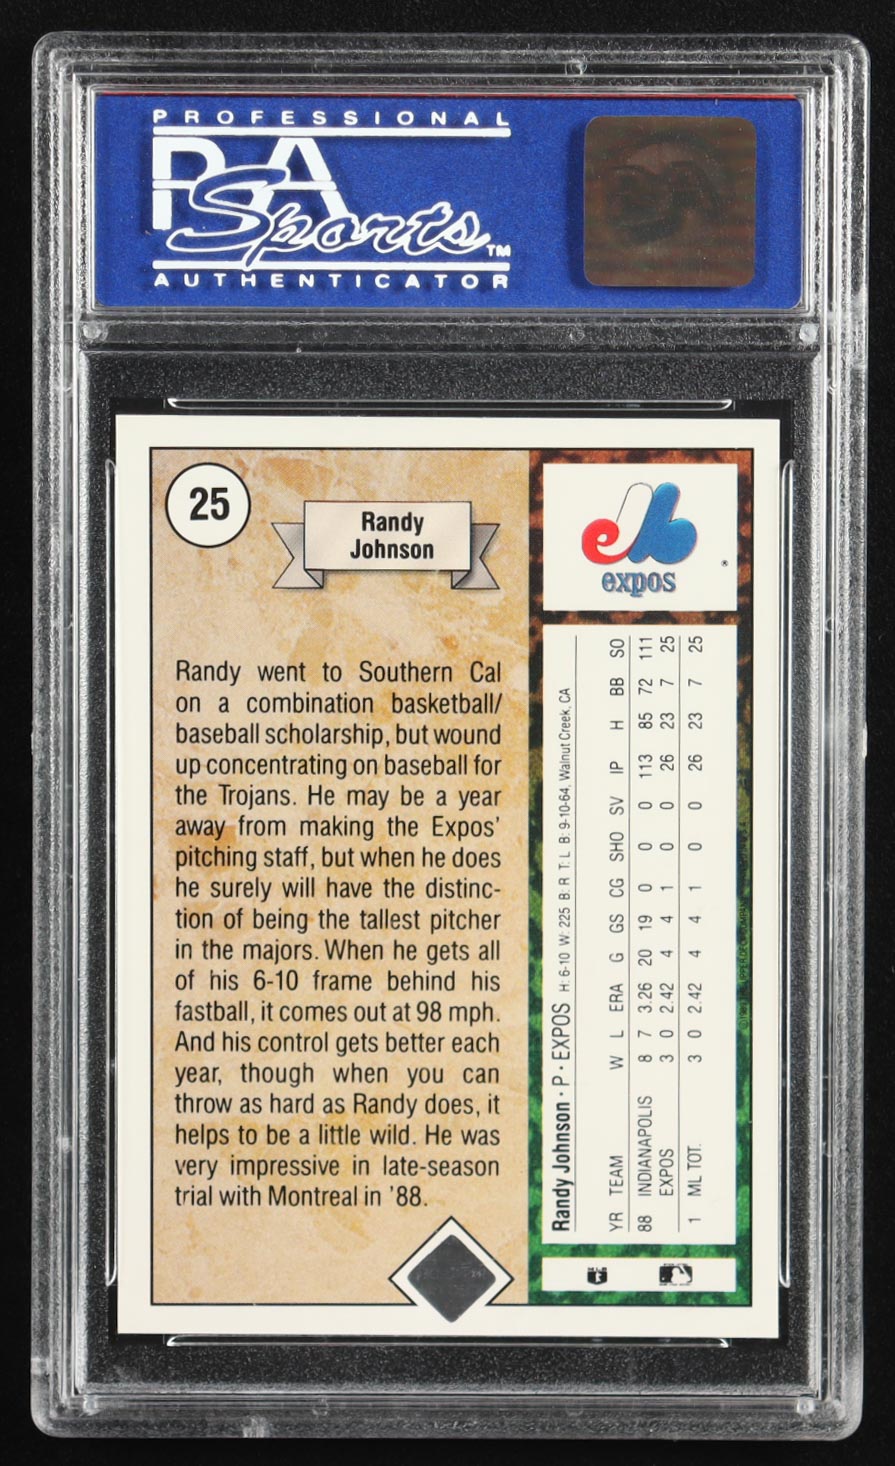 PROFESSIONAL
PSA
Sports™
AUTHENTICATOR
25
Randy
Johnson
Randy went to Southern Cal
on a combination basketball/
baseball scholarship, but wound
up concentrating on baseball for
the Trojans. He may be a year
away from making the Expos'
pitching staff, but when he does
he surely will have the distinc-
tion of being the tallest pitcher
in the majors. When he gets all
of his 6-10 frame behind his
fastball, it comes out at 98 mph.
And his control gets better each
year, though when you can
throw as hard as Randy does, it
helps to be a little wild. He was
very impressive in late-season
trial with Montreal in '88.
expos
®
Randy Johnson · P · EXPOS H: 6-10 W: 225 B: R T: L B: 9-10-64, Walnut Creek, CA
YR TEAM W L ERA G GS CG SHO SV IP H BB SO
88 INDIANAPOLIS 8 7 3.26 20 19 0 0 0 113 85 72 111
EXPOS 3 0 2.42 4 4 1 0 0 26 23 7 25
1 ML TOT. 3 0 2.42 4 4 1 0 0 26 23 7 25